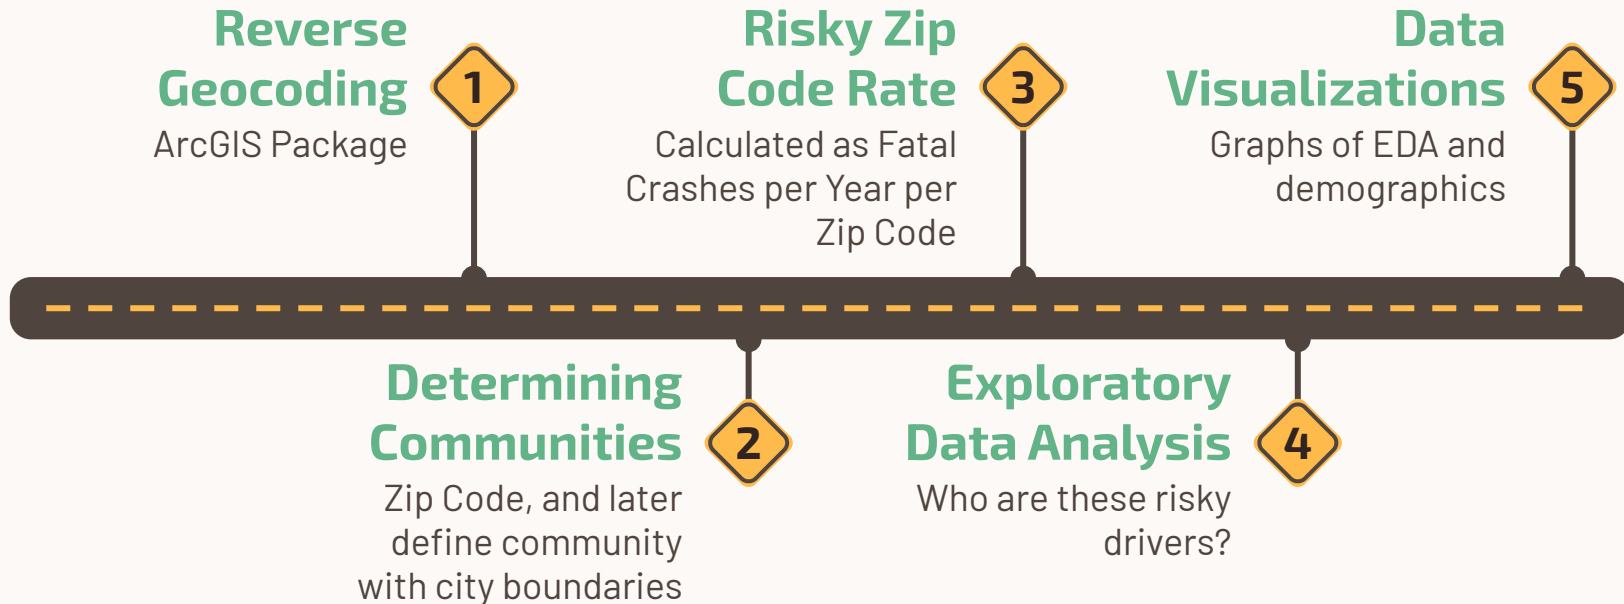 Reverse
Geocoding
1
ArcGIS Package
Determining
Communities
2
Zip Code, and later
define community
with city boundaries
Risky Zip
Code Rate
3
Calculated as Fatal
Crashes per Year per
Zip Code
Exploratory
Data Analysis
4
Who are these risky
drivers?
Data
Visualizations
5
Graphs of EDA and
demographics